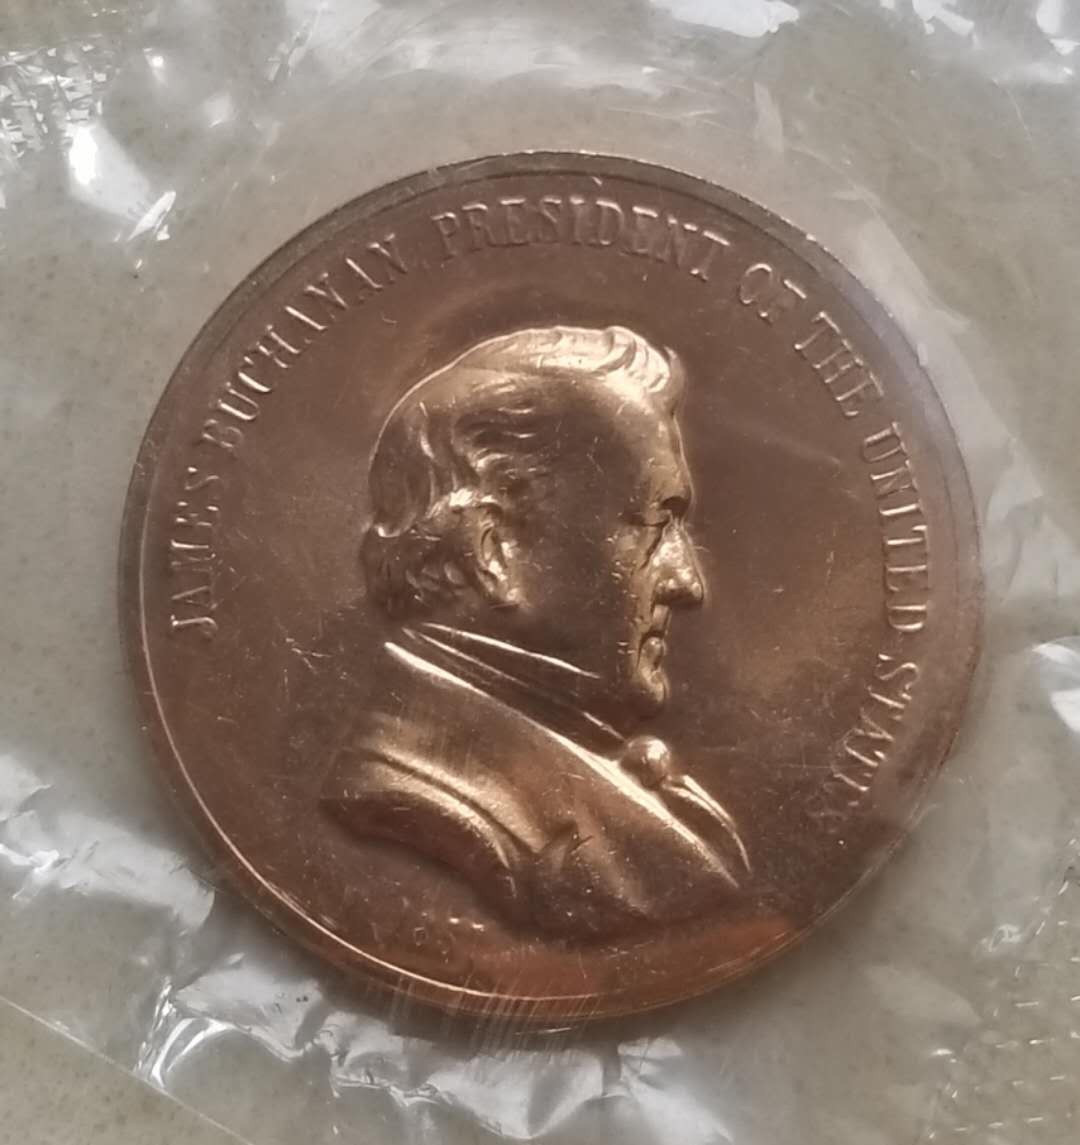 JAMES BUCHANAN PRESIDENT OF THE UNITED STATES